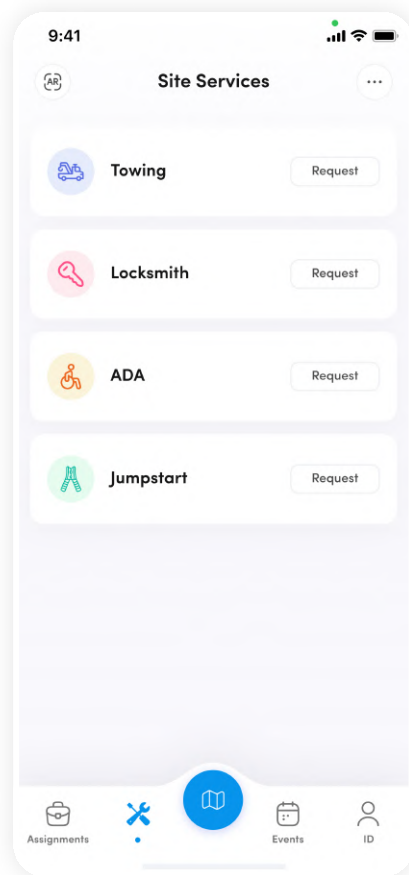 9:41
AR
Site Services
Towing
Request
Locksmith
Request
ADA
Request
Jumpstart
Request
Assignments
Events
ID